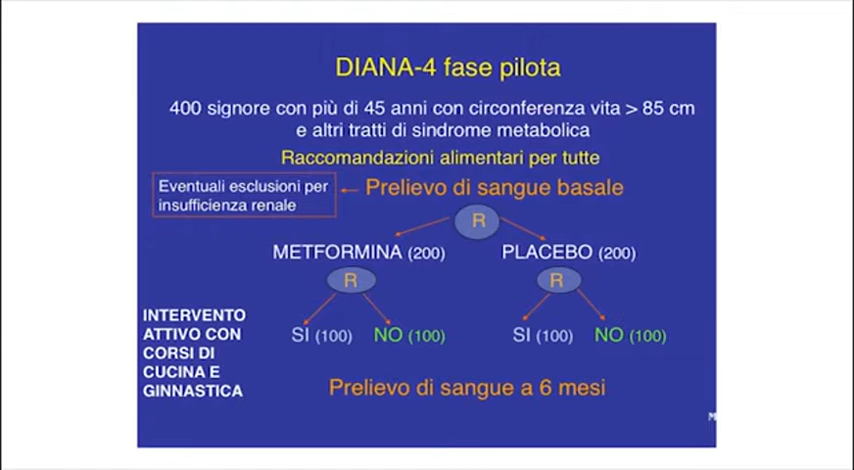 DIANA-4 fase pilota
400 signore con più di 45 anni con circonferenza vita > 85 cm
e altri tratti di sindrome metabolica
Raccomandazioni alimentari per tutte
Eventuali esclusioni per
insufficienza renale
Prelievo di sangue basale
R
METFORMINA (200)
PLACEBO (200)
R
R
INTERVENTO
ATTIVO CON
CORSI DI
CUCINA E
GINNASTICA
SI (100)
NO (100)
SI (100)
NO (100)
Prelievo di sangue a 6 mesi
M